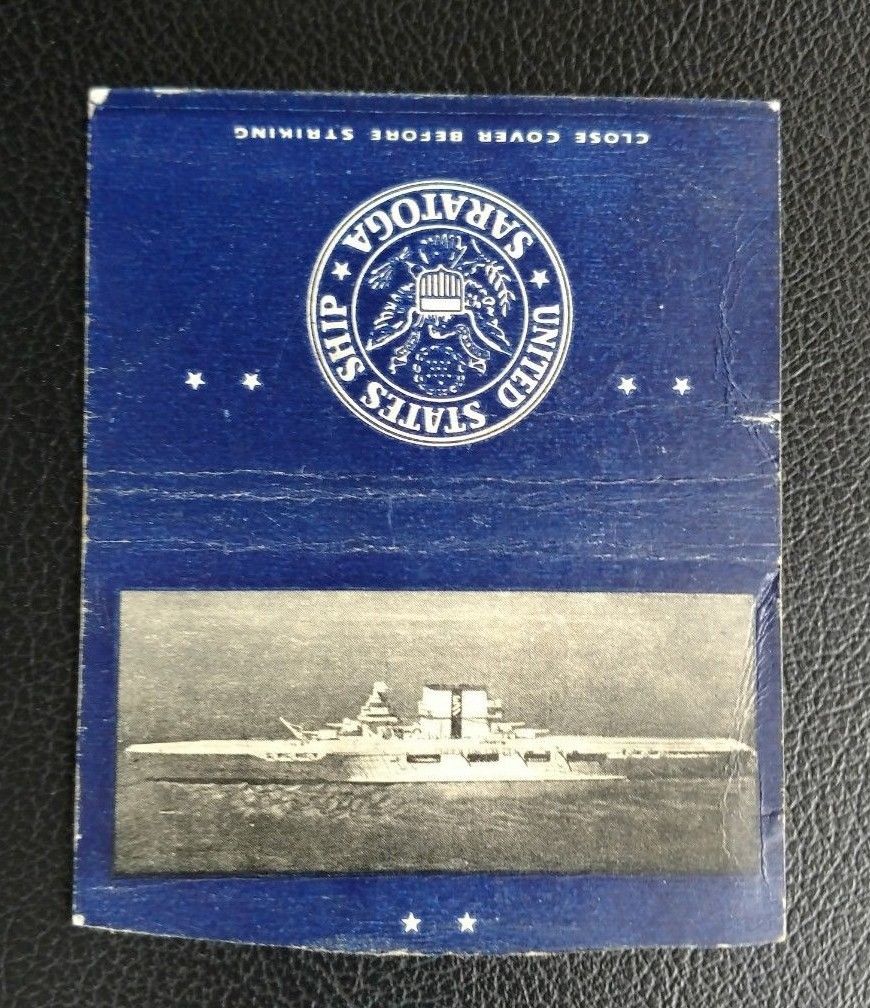 CLOSE COVER BEFORE STRIKING
UNITED STATES SHIP
SARATOGA